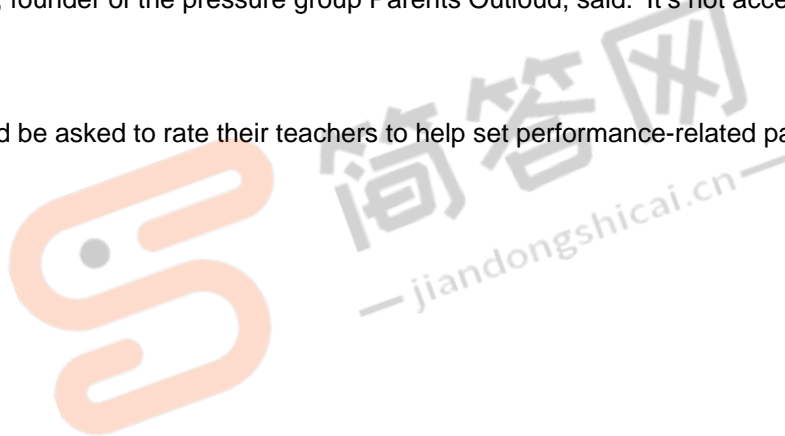 founder of the pressure group Parents Outloud, said: It's not acce
d be asked to rate their teachers to help set performance-related pa
简答网
jiandongshicai.cn